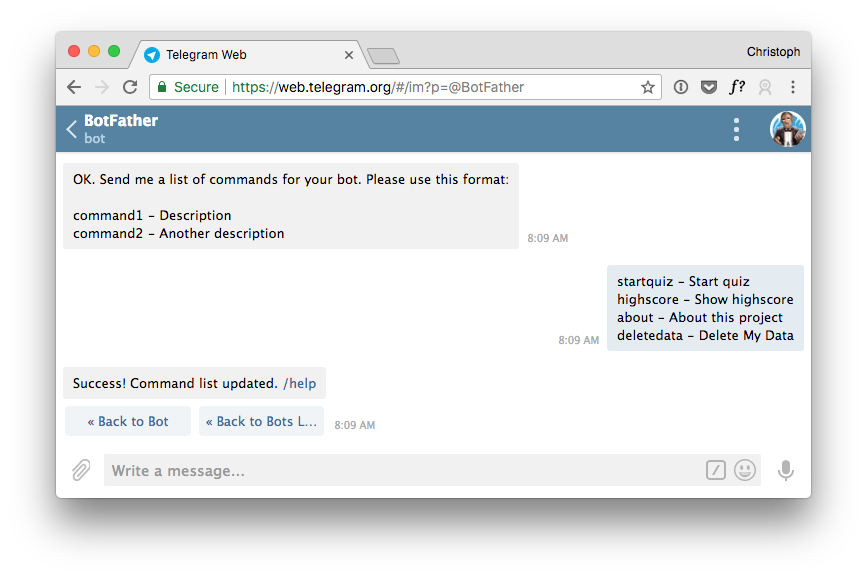 Telegram Web
Christoph
Secure
https://web.telegram.org/#/im?p=@BotFather
f?
BotFather
bot
OK. Send me a list of commands for your bot. Please use this format:
command1 - Description
command2 - Another description
8:09 AM
startquiz - Start quiz
highscore - Show highscore
about - About this project
deletedata - Delete My Data
8:09 AM
Success! Command list updated. /help
« Back to Bot
« Back to Bots L...
8:09 AM
Write a message...